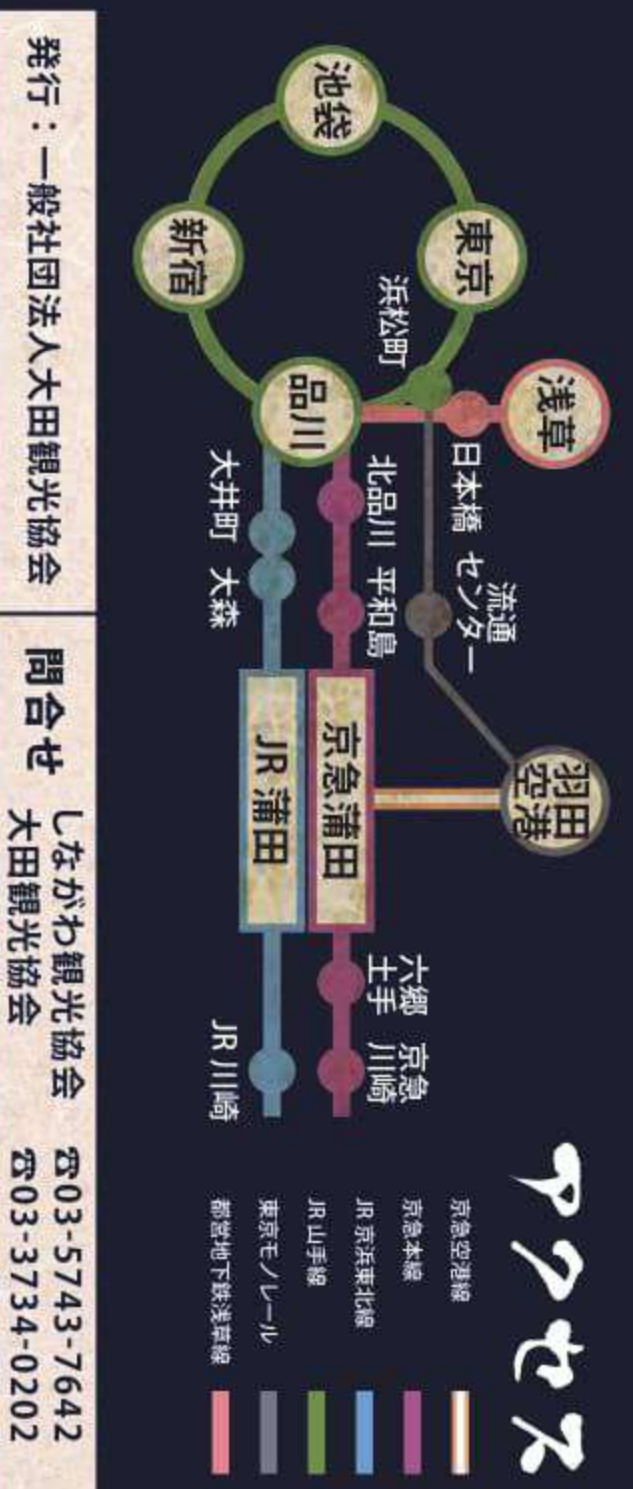 アクセス
池袋
東京
浅草
新宿
浜松町
品川
日本橋
流通
センター
羽田
空港
北品川
平和島
大井町
大森
京急蒲田
JR 蒲田
六郷
土手
京急
川崎
JR 川崎
京急空港線
京急本線
JR 京浜東北線
JR 山手線
東京モノレール
都営地下鉄浅草線
発行：一般社団法人大田観光協会
問合せ
しながわ観光協会 ☎03-5743-7642
大田観光協会 ☎03-3734-0202